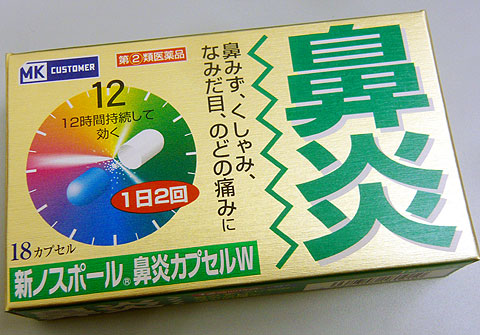 MK CUSTOMER
指定②類医薬品
鼻炎
鼻みず、くしゃみ、
なみだ目、のどの痛みに
12
12時間持続して
効く
1日2回
18カプセル
新ノスポール®鼻炎カプセルW